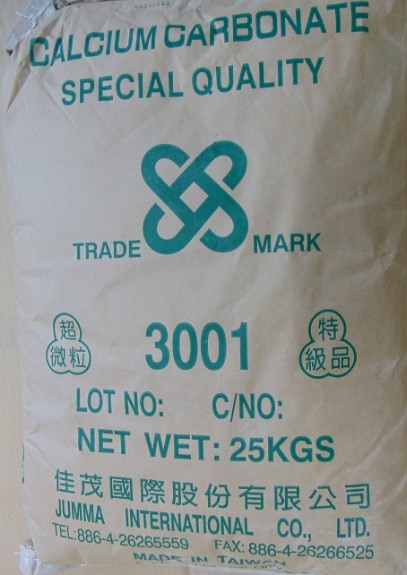 CALCIUM CARBONATE
SPECIAL QUALITY
TRADE MARK
超微粒
3001
特級品
LOT NO: C/NO:
NET WET: 25KGS
佳茂國際股份有限公司
JUMMA INTERNATIONAL CO., LTD.
TEL:886-4-26265559 FAX: 886-4-26266525
MADE IN TAIWAN